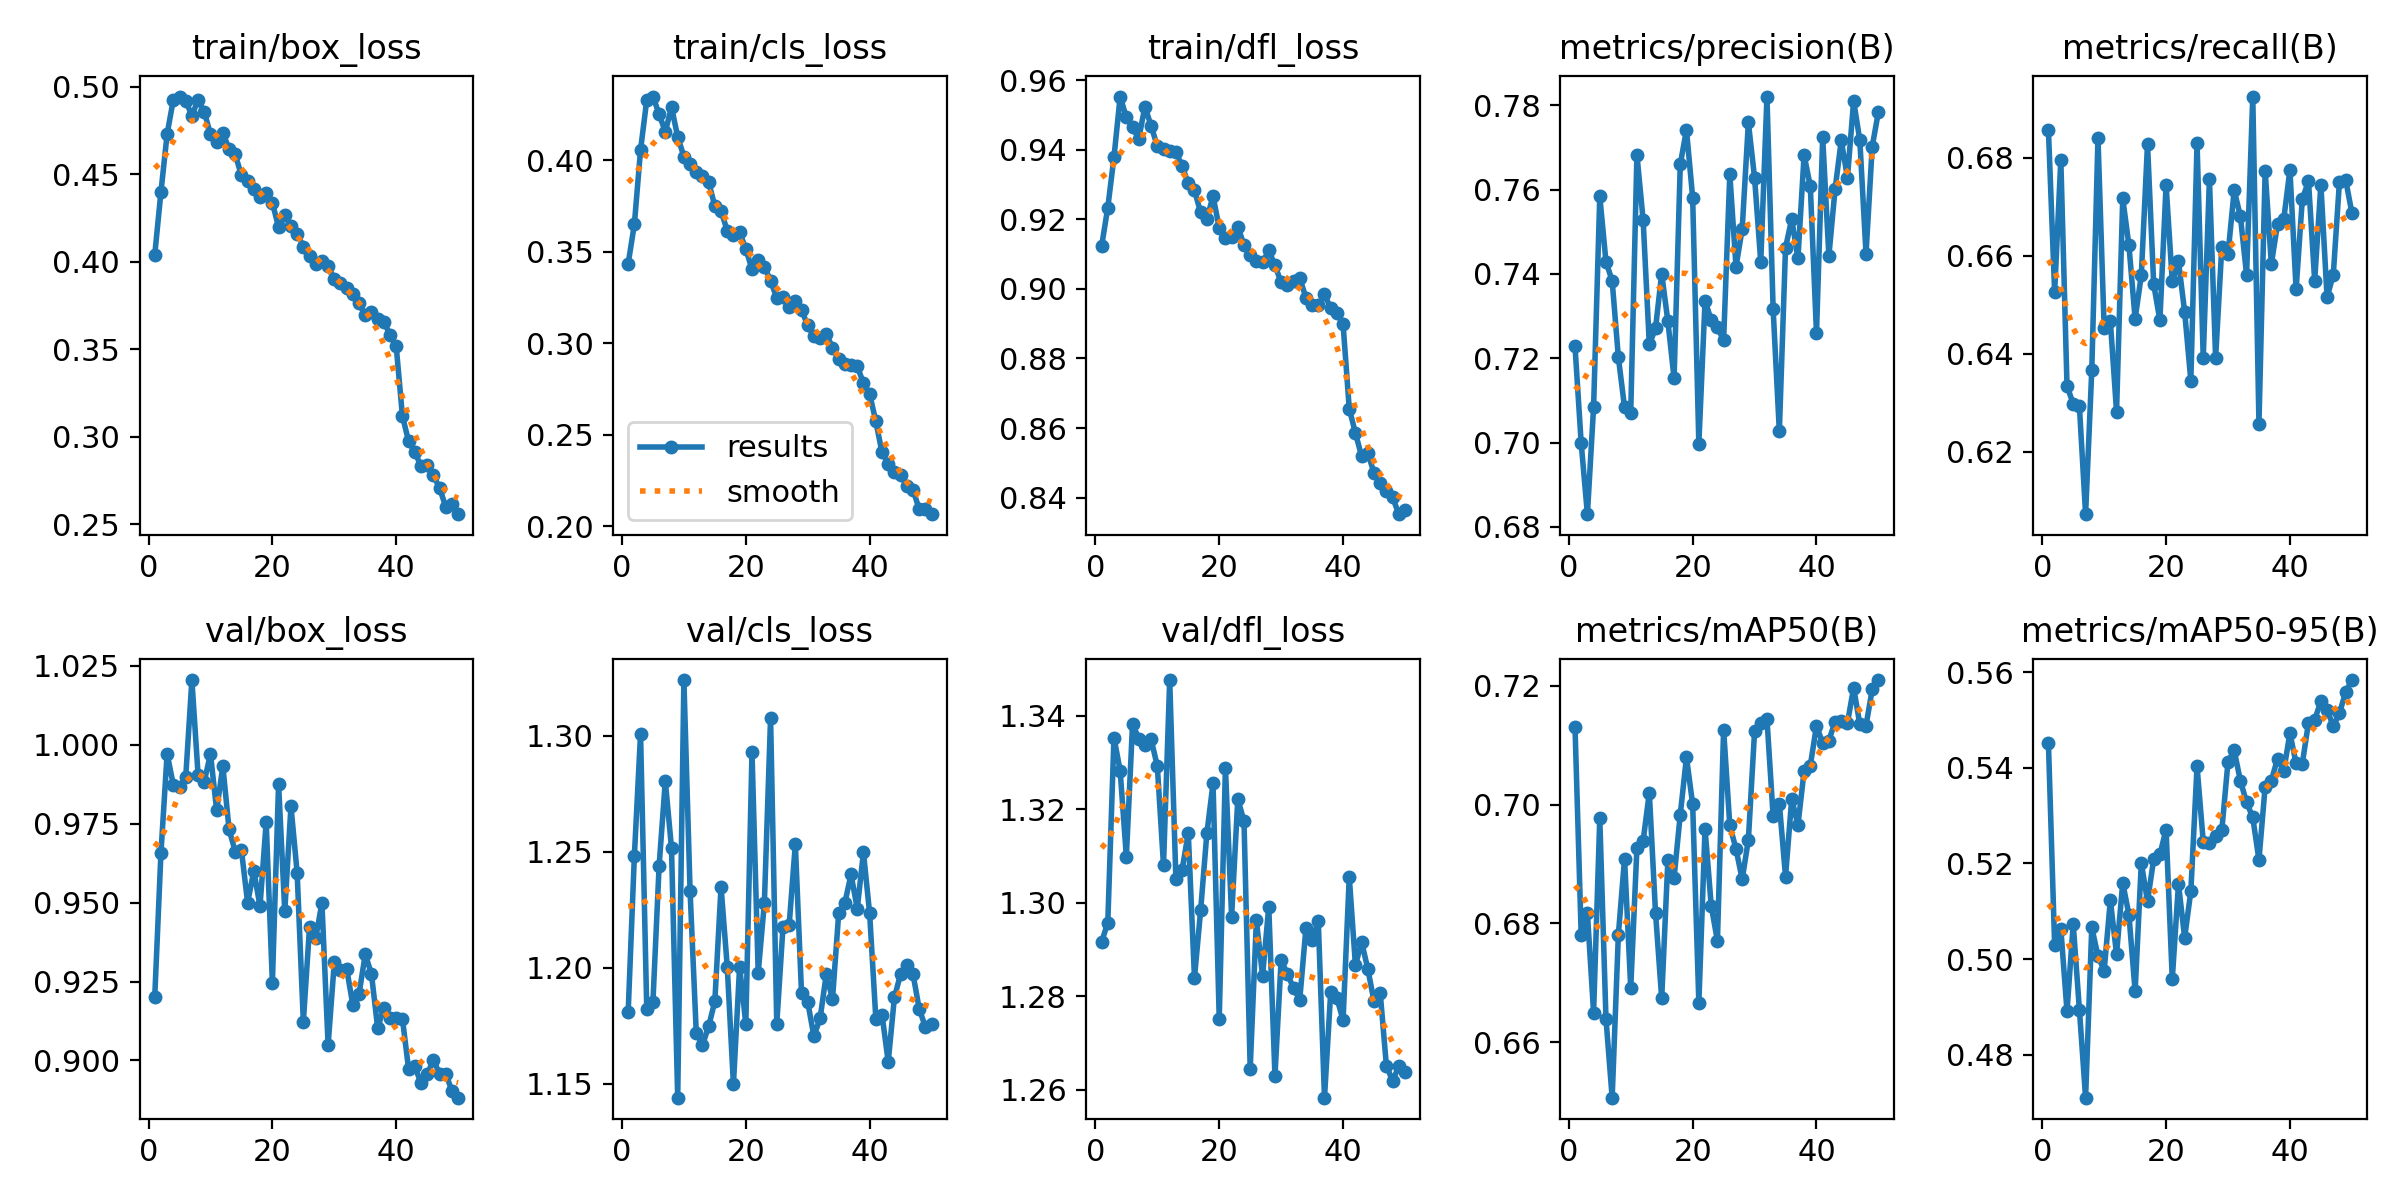 train/box_loss
0.50
0.45
0.40
0.35
0.30
0.25
0 20 40
train/cls_loss
0.40
0.35
0.30
0.25
0.20
results
smooth
0 20 40
train/dfl_loss
0.96
0.94
0.92
0.90
0.88
0.86
0.84
0 20 40
metrics/precision(B)
0.78
0.76
0.74
0.72
0.70
0.68
0 20 40
metrics/recall(B)
0.68
0.66
0.64
0.62
0 20 40
val/box_loss
1.025
1.000
0.975
0.950
0.925
0.900
0 20 40
val/cls_loss
1.30
1.25
1.20
1.15
0 20 40
val/dfl_loss
1.34
1.32
1.30
1.28
1.26
0 20 40
metrics/mAP50(B)
0.72
0.70
0.68
0.66
0 20 40
metrics/mAP50-95(B)
0.56
0.54
0.52
0.50
0.48
0 20 40